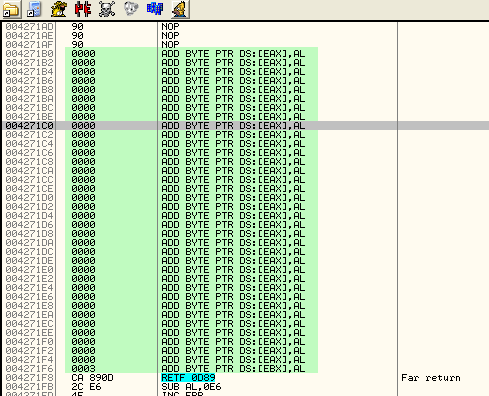 004271AD 90 NOP
004271AE 90 NOP
004271AF 90 NOP
004271B0 0000 ADD BYTE PTR DS:[EAX],AL
004271B2 0000 ADD BYTE PTR DS:[EAX],AL
004271B4 0000 ADD BYTE PTR DS:[EAX],AL
004271B6 0000 ADD BYTE PTR DS:[EAX],AL
004271B8 0000 ADD BYTE PTR DS:[EAX],AL
004271BA 0000 ADD BYTE PTR DS:[EAX],AL
004271BC 0000 ADD BYTE PTR DS:[EAX],AL
004271BE 0000 ADD BYTE PTR DS:[EAX],AL
004271C0 0000 ADD BYTE PTR DS:[EAX],AL
004271C2 0000 ADD BYTE PTR DS:[EAX],AL
004271C4 0000 ADD BYTE PTR DS:[EAX],AL
004271C6 0000 ADD BYTE PTR DS:[EAX],AL
004271C8 0000 ADD BYTE PTR DS:[EAX],AL
004271CA 0000 ADD BYTE PTR DS:[EAX],AL
004271CC 0000 ADD BYTE PTR DS:[EAX],AL
004271CE 0000 ADD BYTE PTR DS:[EAX],AL
004271D0 0000 ADD BYTE PTR DS:[EAX],AL
004271D2 0000 ADD BYTE PTR DS:[EAX],AL
004271D4 0000 ADD BYTE PTR DS:[EAX],AL
004271D6 0000 ADD BYTE PTR DS:[EAX],AL
004271D8 0000 ADD BYTE PTR DS:[EAX],AL
004271DA 0000 ADD BYTE PTR DS:[EAX],AL
004271DC 0000 ADD BYTE PTR DS:[EAX],AL
004271DE 0000 ADD BYTE PTR DS:[EAX],AL
004271E0 0000 ADD BYTE PTR DS:[EAX],AL
004271E2 0000 ADD BYTE PTR DS:[EAX],AL
004271E4 0000 ADD BYTE PTR DS:[EAX],AL
004271E6 0000 ADD BYTE PTR DS:[EAX],AL
004271E8 0000 ADD BYTE PTR DS:[EAX],AL
004271EA 0000 ADD BYTE PTR DS:[EAX],AL
004271EC 0000 ADD BYTE PTR DS:[EAX],AL
004271EE 0000 ADD BYTE PTR DS:[EAX],AL
004271F0 0000 ADD BYTE PTR DS:[EAX],AL
004271F2 0000 ADD BYTE PTR DS:[EAX],AL
004271F4 0000 ADD BYTE PTR DS:[EAX],AL
004271F6 0003 ADD BYTE PTR DS:[EBX],AL
004271F8 CA 890D RETF 0D89 Far return
004271FB 2C E6 SUB AL,0E6